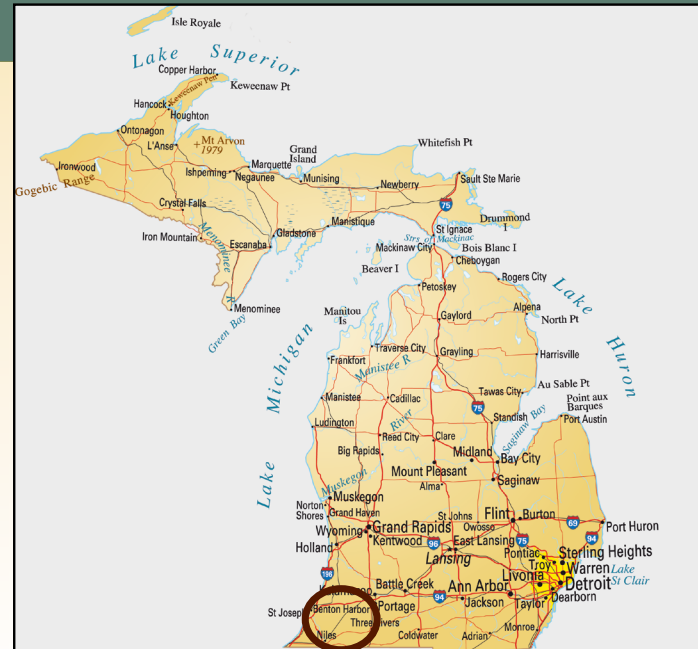 Isle Royale
Lake Superior
Copper Harbor
Keweenaw Pen
Keweenaw Pt
Hancock
Houghton
Ontonagon
L'Anse
+Mt Arvon
1979
Grand
Island
Whitefish Pt
Marquette
Ironwood
Ishpeming
Negaunee
Munising
Newberry
Sault Ste Marie
Gogebic Range
75
Crystal Falls
Drummond
I
Manistique
St Ignace
Iron Mountain
Gladstone
Strs of Mackinac
Escanaba
Mackinaw City
Bois Blanc I
Menominee
R
Cheboygan
Beaver I
Rogers City
Petoskey
Lake Huron
Menominee
Manitou
Is
Alpena
Gaylord
North Pt
Green Bay
Lake Michigan
Traverse City
Grayling
Harrisville
Frankfort
Manistee R
Au Sable Pt
Tawas City
Manistee
Cadillac
Point aux
Barques
75
Standish
Port Austin
Ludington
River
Saginaw Bay
Reed City
Clare
Big Rapids
Midland
Bay City
Mount Pleasant
Muskegon
Alma
Saginaw
Muskegon
Norton
Shores
Grand Haven
St Johns
Flint
Burton
69
Port Huron
Wyoming
Grand Rapids
Owosso
Kentwood
96
East Lansing
75
94
Holland
Lansing
Pontiac
Sterling Heights
Troy
Warren
Lake
St Clair
196
Livonia
Detroit
Battle Creek
Ann Arbor
94
Dearborn
St Joseph
Benton Harbor
Portage
Jackson
Taylor
Three Rivers
Niles
Coldwater
Adrian
Monroe